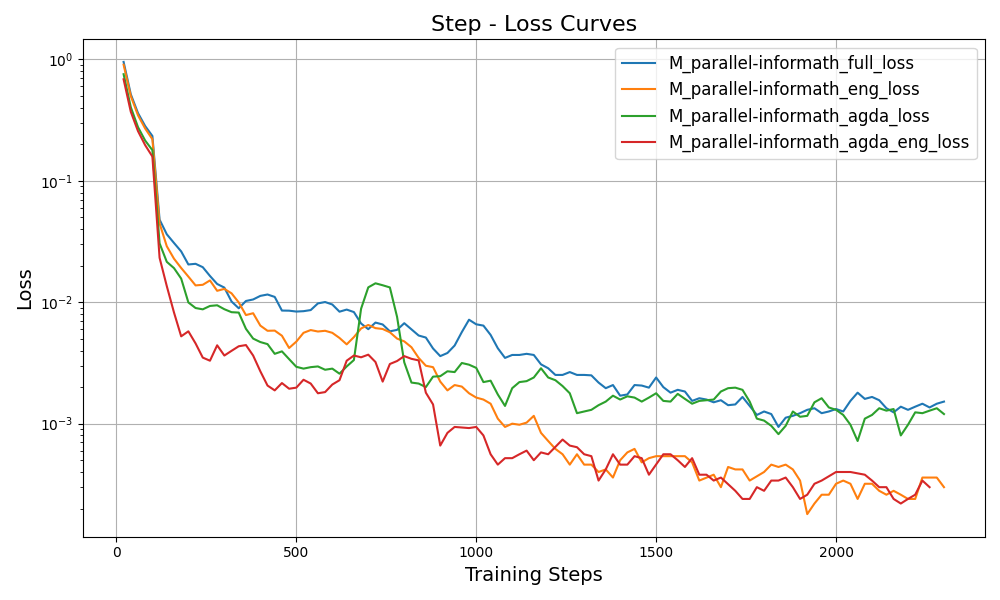 Step - Loss Curves
M_parallel-informath_full_loss
M_parallel-informath_eng_loss
M_parallel-informath_agda_loss
M_parallel-informath_agda_eng_loss
Loss
10⁰
10⁻¹
10⁻²
10⁻³
0 500 1000 1500 2000
Training Steps